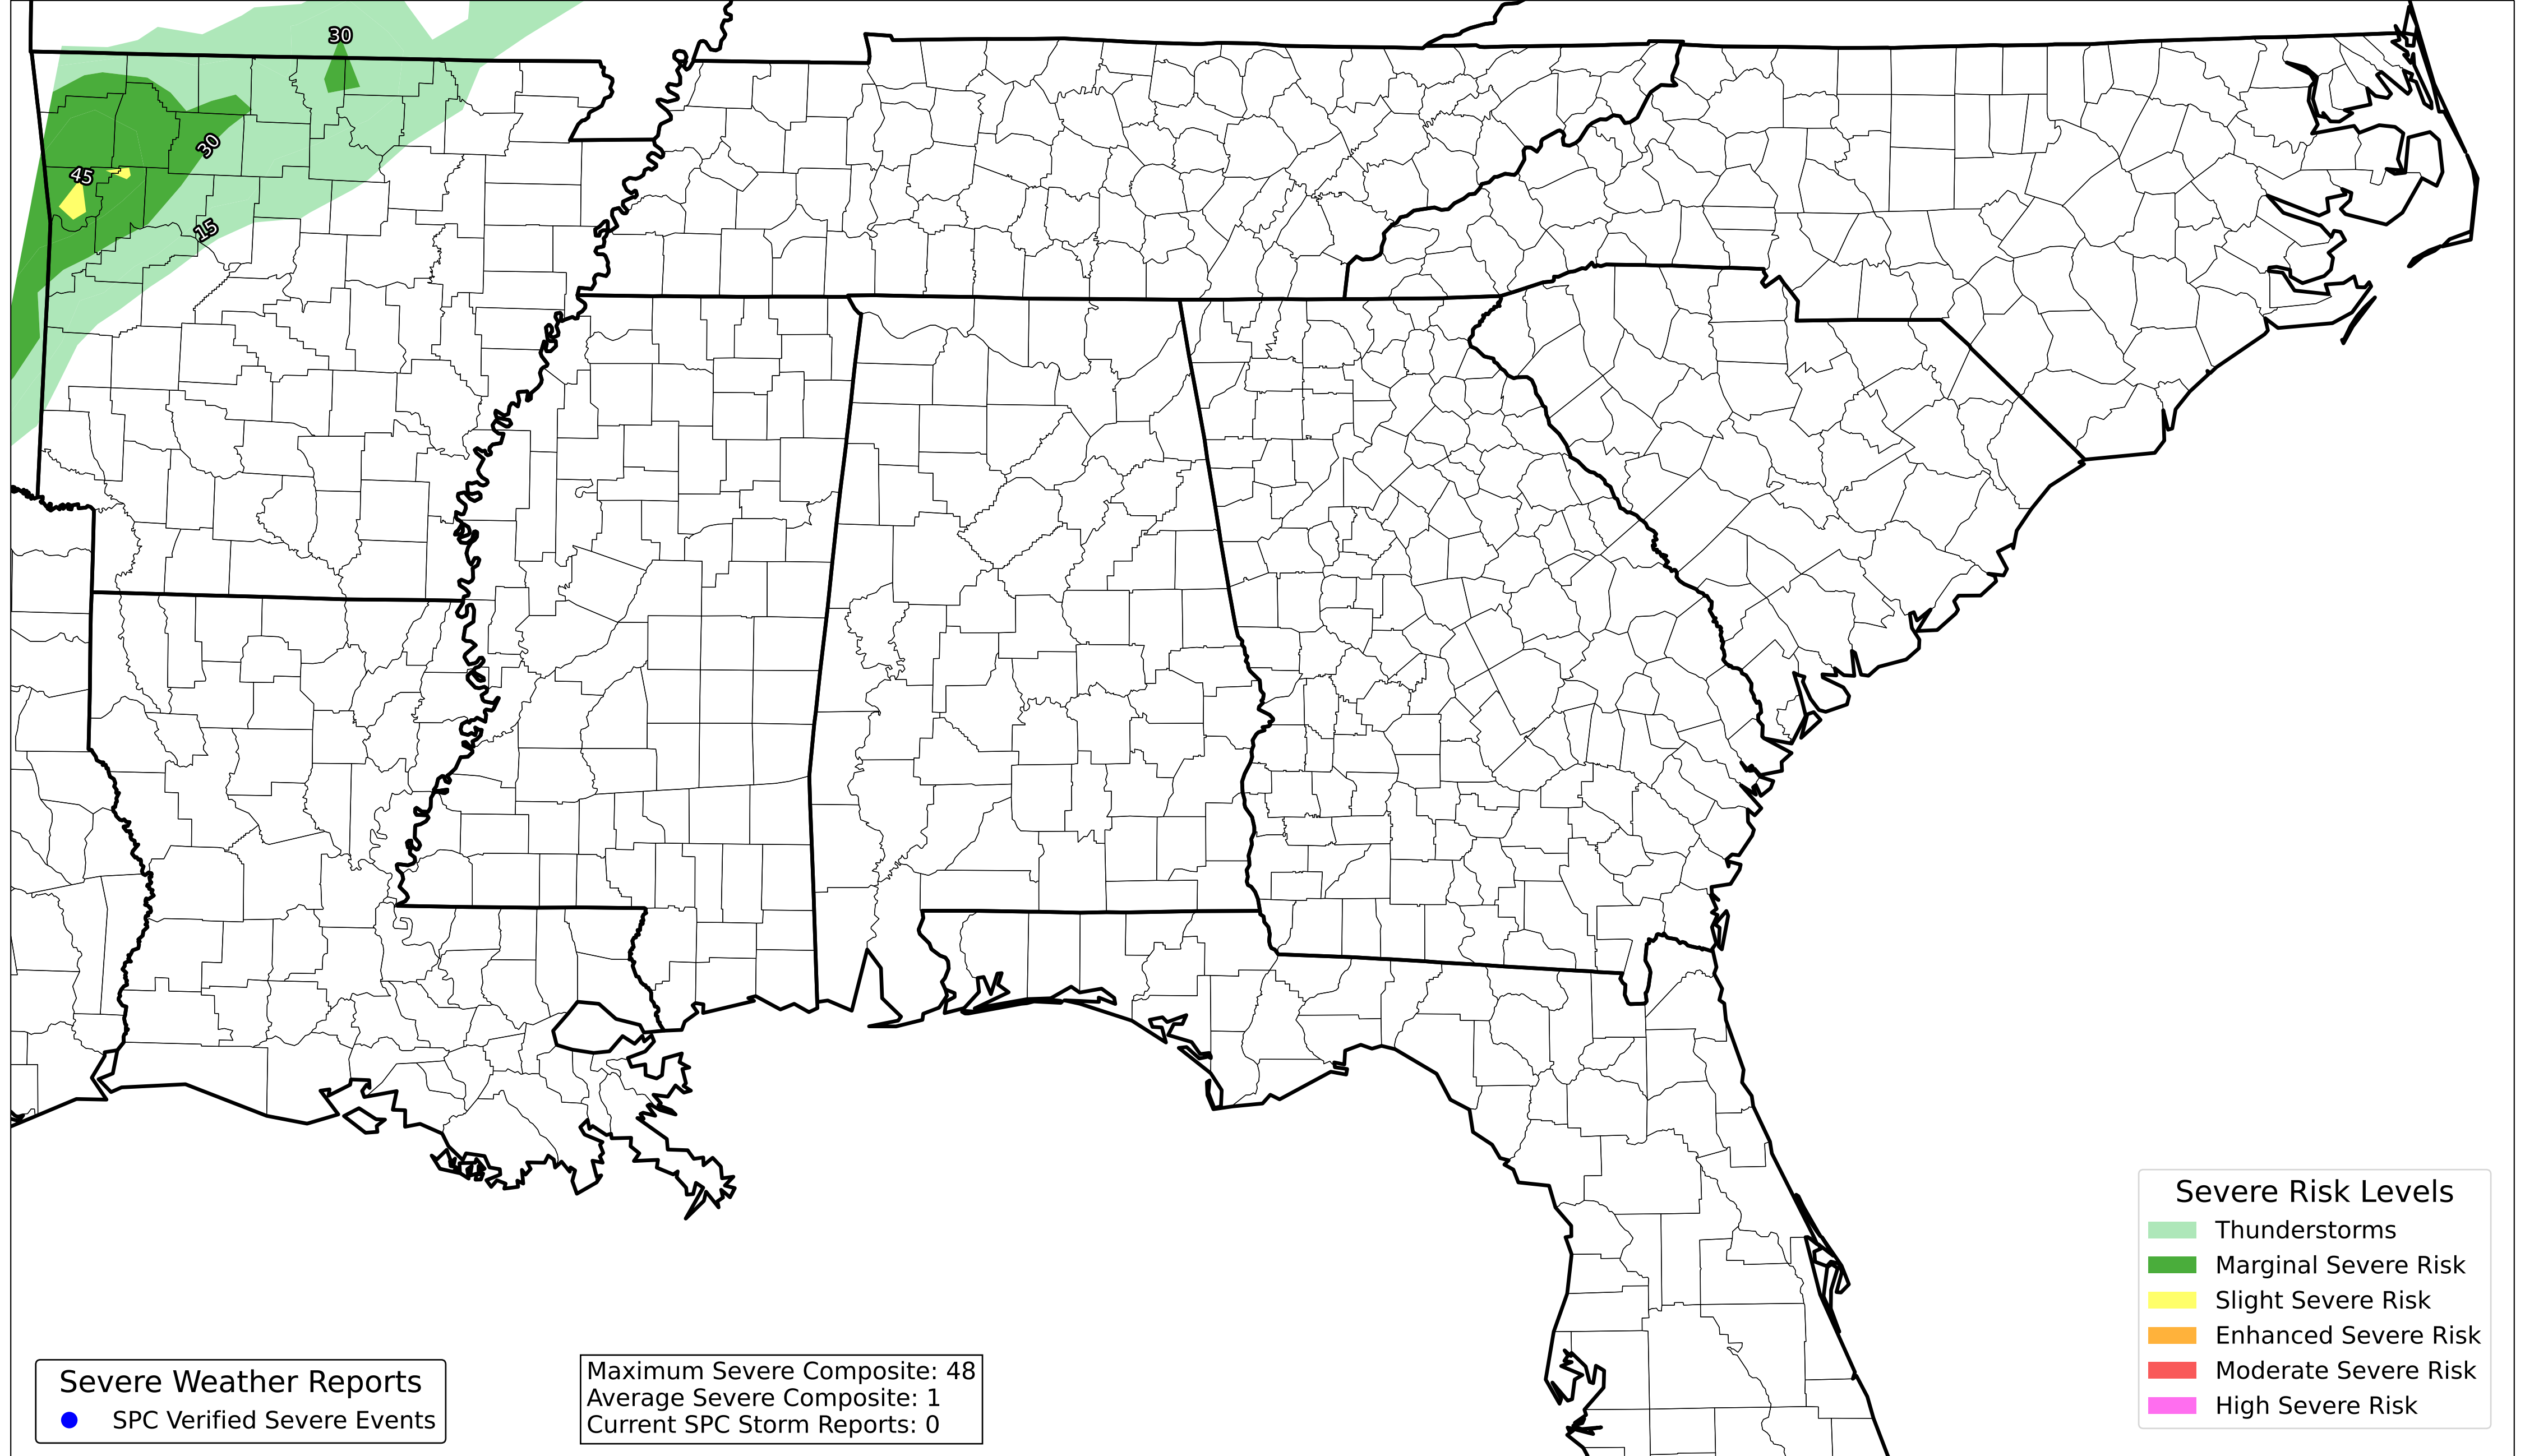 30
30
45
15
Severe Risk Levels
Thunderstorms
Marginal Severe Risk
Slight Severe Risk
Enhanced Severe Risk
Moderate Severe Risk
High Severe Risk
Severe Weather Reports
SPC Verified Severe Events
Maximum Severe Composite: 48
Average Severe Composite: 1
Current SPC Storm Reports: 0